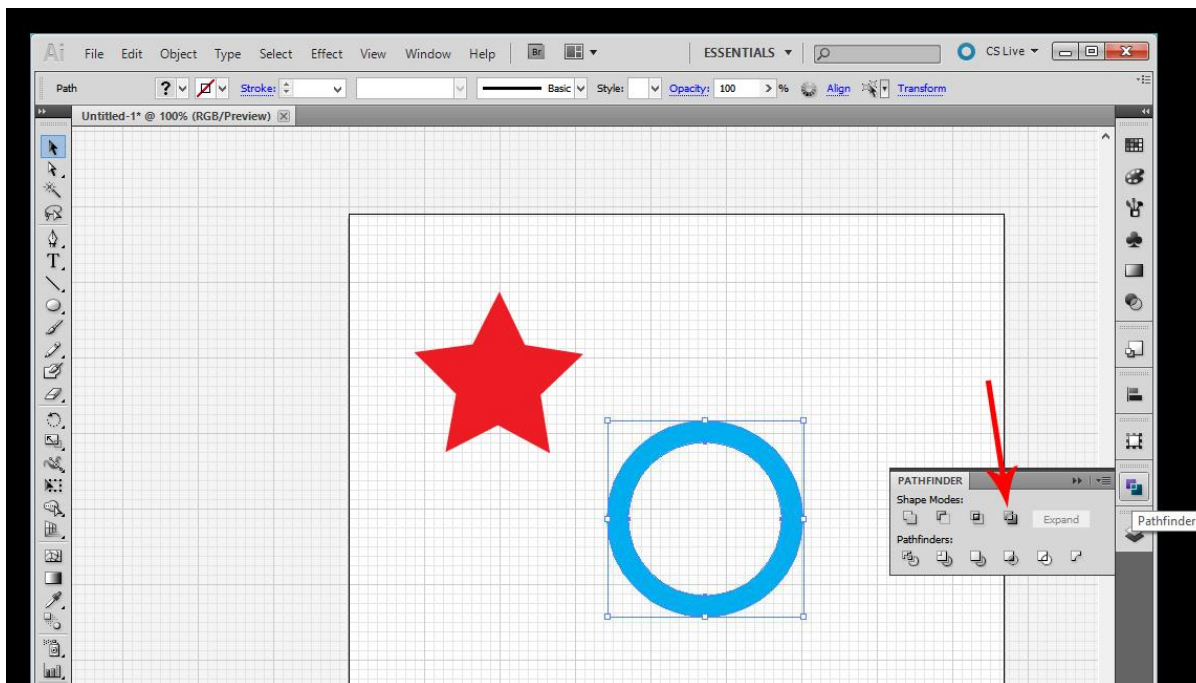 Ai File Edit Object Type Select Effect View Window Help Br ESSENTIALS CS Live
Path ? Stroke: Basic Style: Opacity: 100 % Align Transform
Untitled-1* @ 100% (RGB/Preview)
T
PATHFINDER
Shape Modes:
Expand
Pathfinder
Pathfinders: